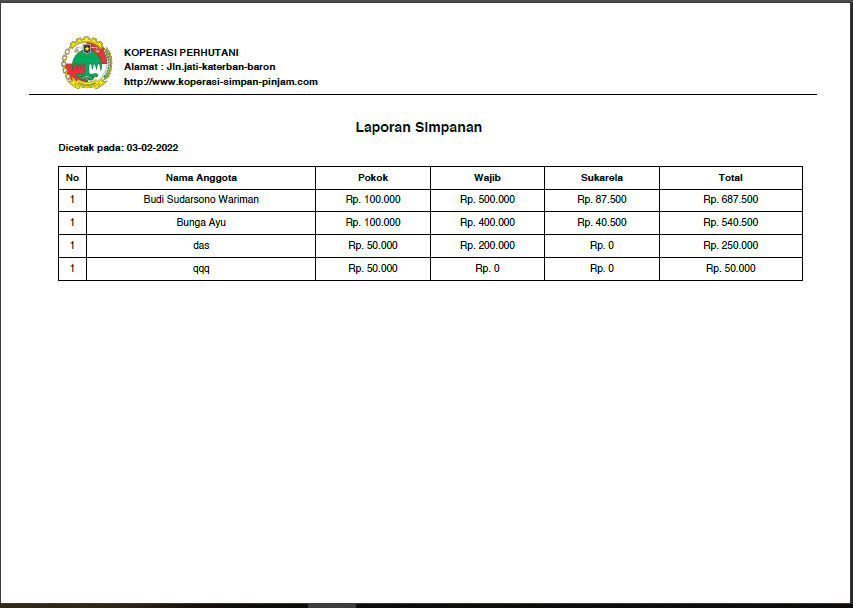 KOPERASI PERHUTANI
Alamat : Jln.jati-katerban-baron
http://www.koperasi-simpan-pinjam.com
Laporan Simpanan
Dicetak pada: 03-02-2022
No Nama Anggota Pokok Wajib Sukarela Total
1 Budi Sudarsono Wariman Rp. 100.000 Rp. 500.000 Rp. 87.500 Rp. 687.500
1 Bunga Ayu Rp. 100.000 Rp. 400.000 Rp. 40.500 Rp. 540.500
1 das Rp. 50.000 Rp. 200.000 Rp. 0 Rp. 250.000
1 qqq Rp. 50.000 Rp. 0 Rp. 0 Rp. 50.000